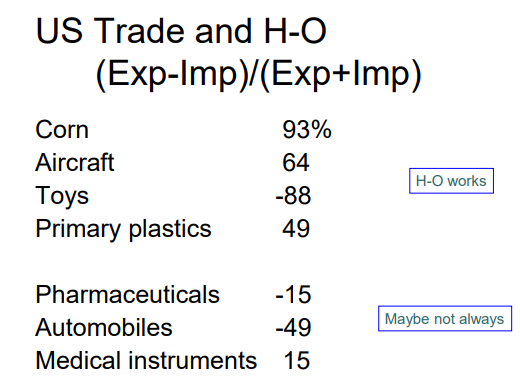 US Trade and H-O
(Exp-Imp)/(Exp+Imp)
Corn 93%
Aircraft 64
Toys -88
Primary plastics 49
H-O works
Pharmaceuticals -15
Automobiles -49
Medical instruments 15
Maybe not always